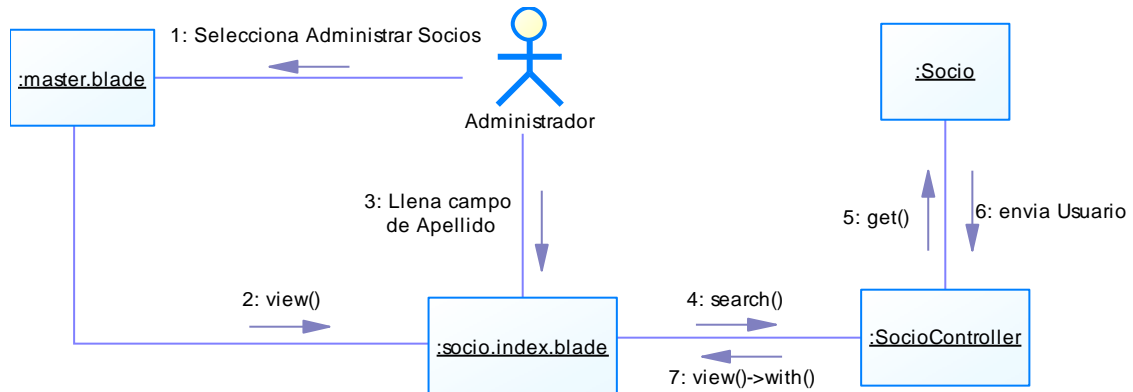 1: Selecciona Administrar Socios
:master.blade
:Socio
Administrador
3: Llena campo
de Apellido
5: get()
6: envia Usuario
2: view()
4: search()
:socio.index.blade
:SocioController
7: view()->with()